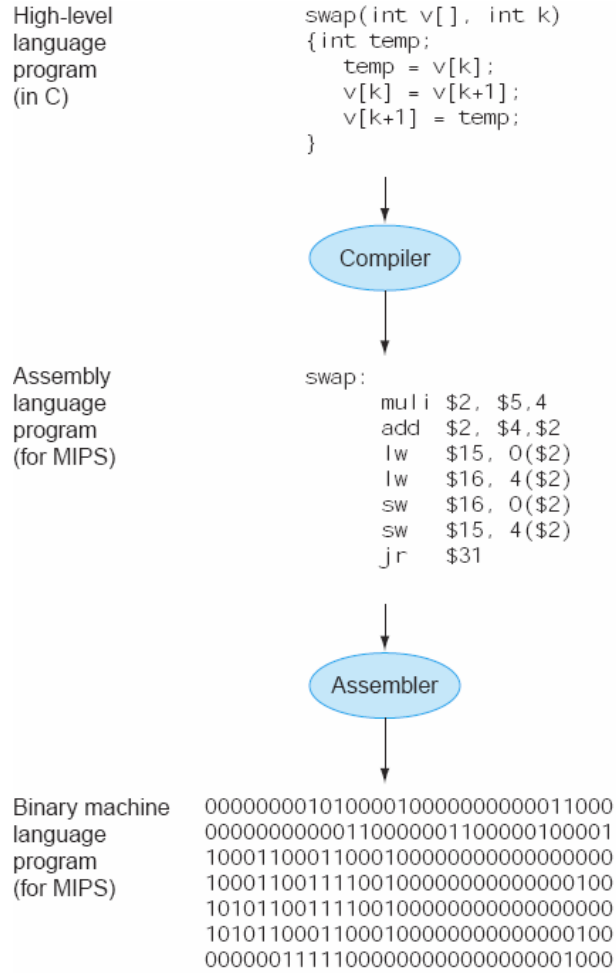 High-level
language
program
(in C)
swap(int v[], int k)
{int temp;
temp = v[k];
v[k] = v[k+1];
v[k+1] = temp;
}
Compiler
Assembly
language
program
(for MIPS)
swap:
muli $2, $5,4
add $2, $4,$2
lw $15, 0($2)
lw $16, 4($2)
sw $16, 0($2)
sw $15, 4($2)
jr $31
Assembler
Binary machine
language
program
(for MIPS)
00000000101000010000000000011000
00000000000110000001100000100001
10001100011000100000000000000000
10001100111100100000000000000100
10101100111100100000000000000000
10101100011000100000000000000100
00000011111000000000000000001000